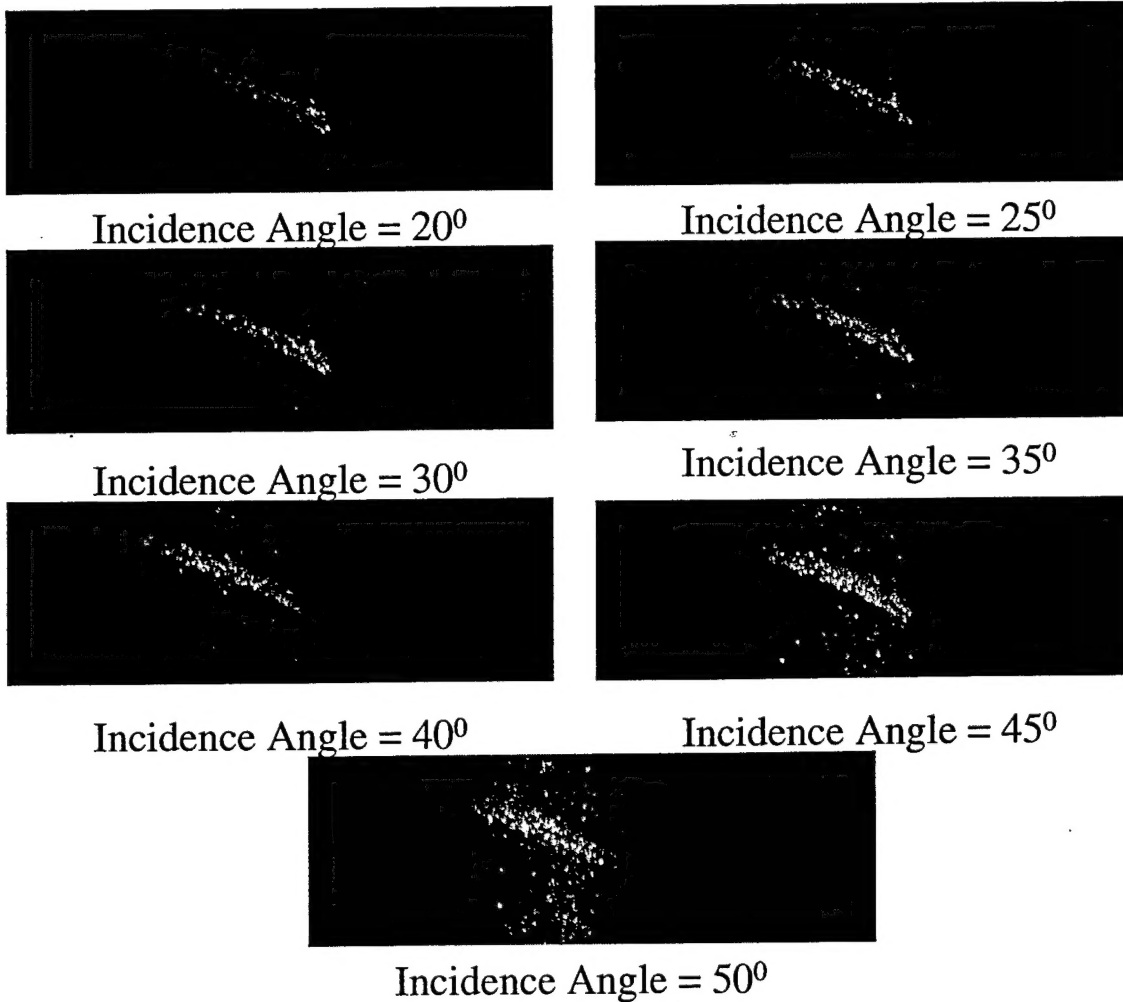 Incidence Angle = 20⁰
Incidence Angle = 25⁰
Incidence Angle = 30⁰
Incidence Angle = 35⁰
Incidence Angle = 40⁰
Incidence Angle = 45⁰
Incidence Angle = 50⁰